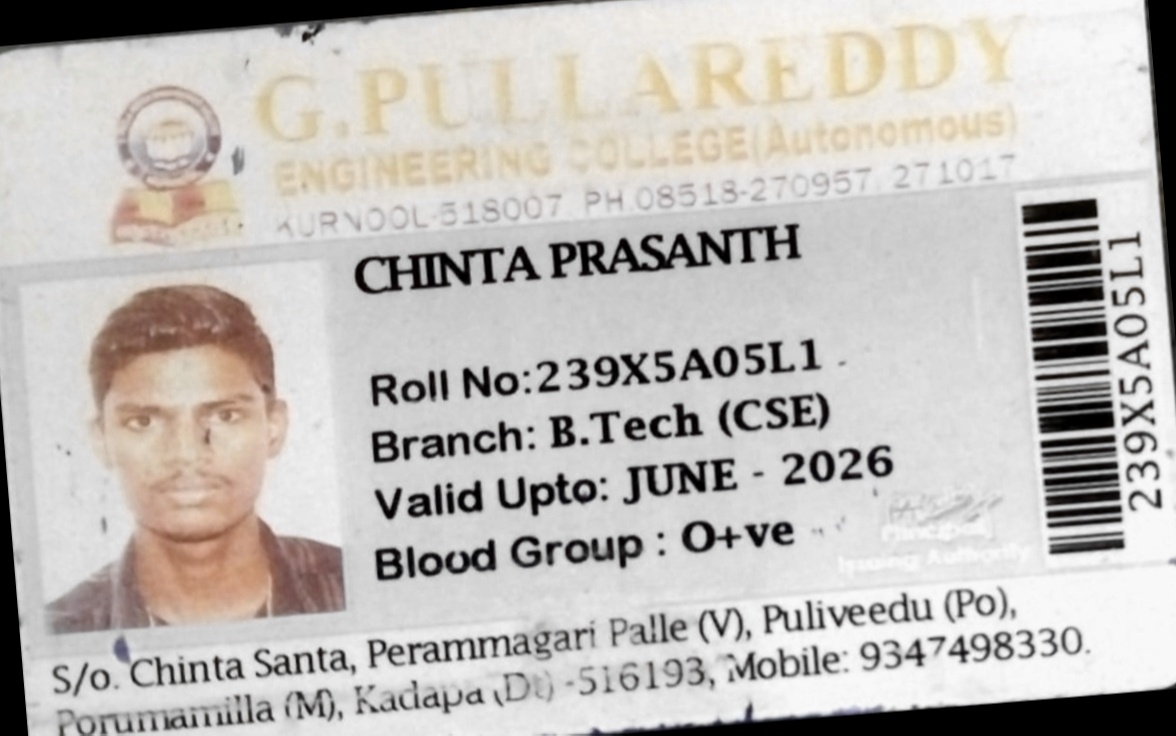 G.PULLAREDDY
ENGINEERING COLLEGE(Autonomous)
KURNOOL-518007 PH.08518-270957, 271017
CHINTA PRASANTH
Roll No:239X5A05L1
Branch: B.Tech (CSE)
Valid Upto: JUNE - 2026
Blood Group : O+ve
Principal
Issuing Authority
239X5A05L1
S/o. Chinta Santa, Perammagari Palle (V), Puliveedu (Po),
Porumamilla (M), Kadapa (Dt) -516193, Mobile: 9347498330.